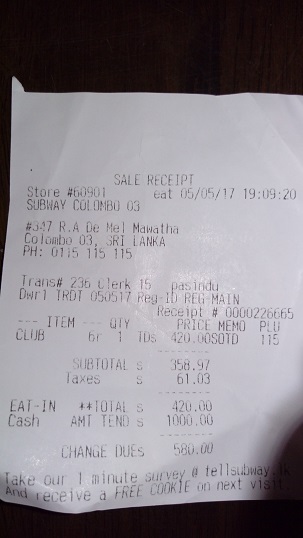 SALE RECEIPT
Store #60901 eat 05/05/17 19:09:20
SUBWAY COLOMBO 03
#347 R.A De Mel Mawatha
Colombo 03, SRI LANKA
PH: 0115 115 115
Trans# 236 Clerk 15 pasindu
Dwr1 TRDT 050517 Reg-ID REG-MAIN
Receipt # 0000226665
--- ITEM --- QTY PRICE MEMO PLU
CLUB 6r 1 TDs 420.00SOTD 115
--------
SUBTOTAL s 358.97
Taxes s 61.03
--------
EAT-IN **TOTAL s 420.00
Cash AMT TEND s 1000.00
--------
CHANGE DUEs 580.00
Take our 1 minute survey @ tellsubway.lk
And receive a FREE COOKIE on next visit